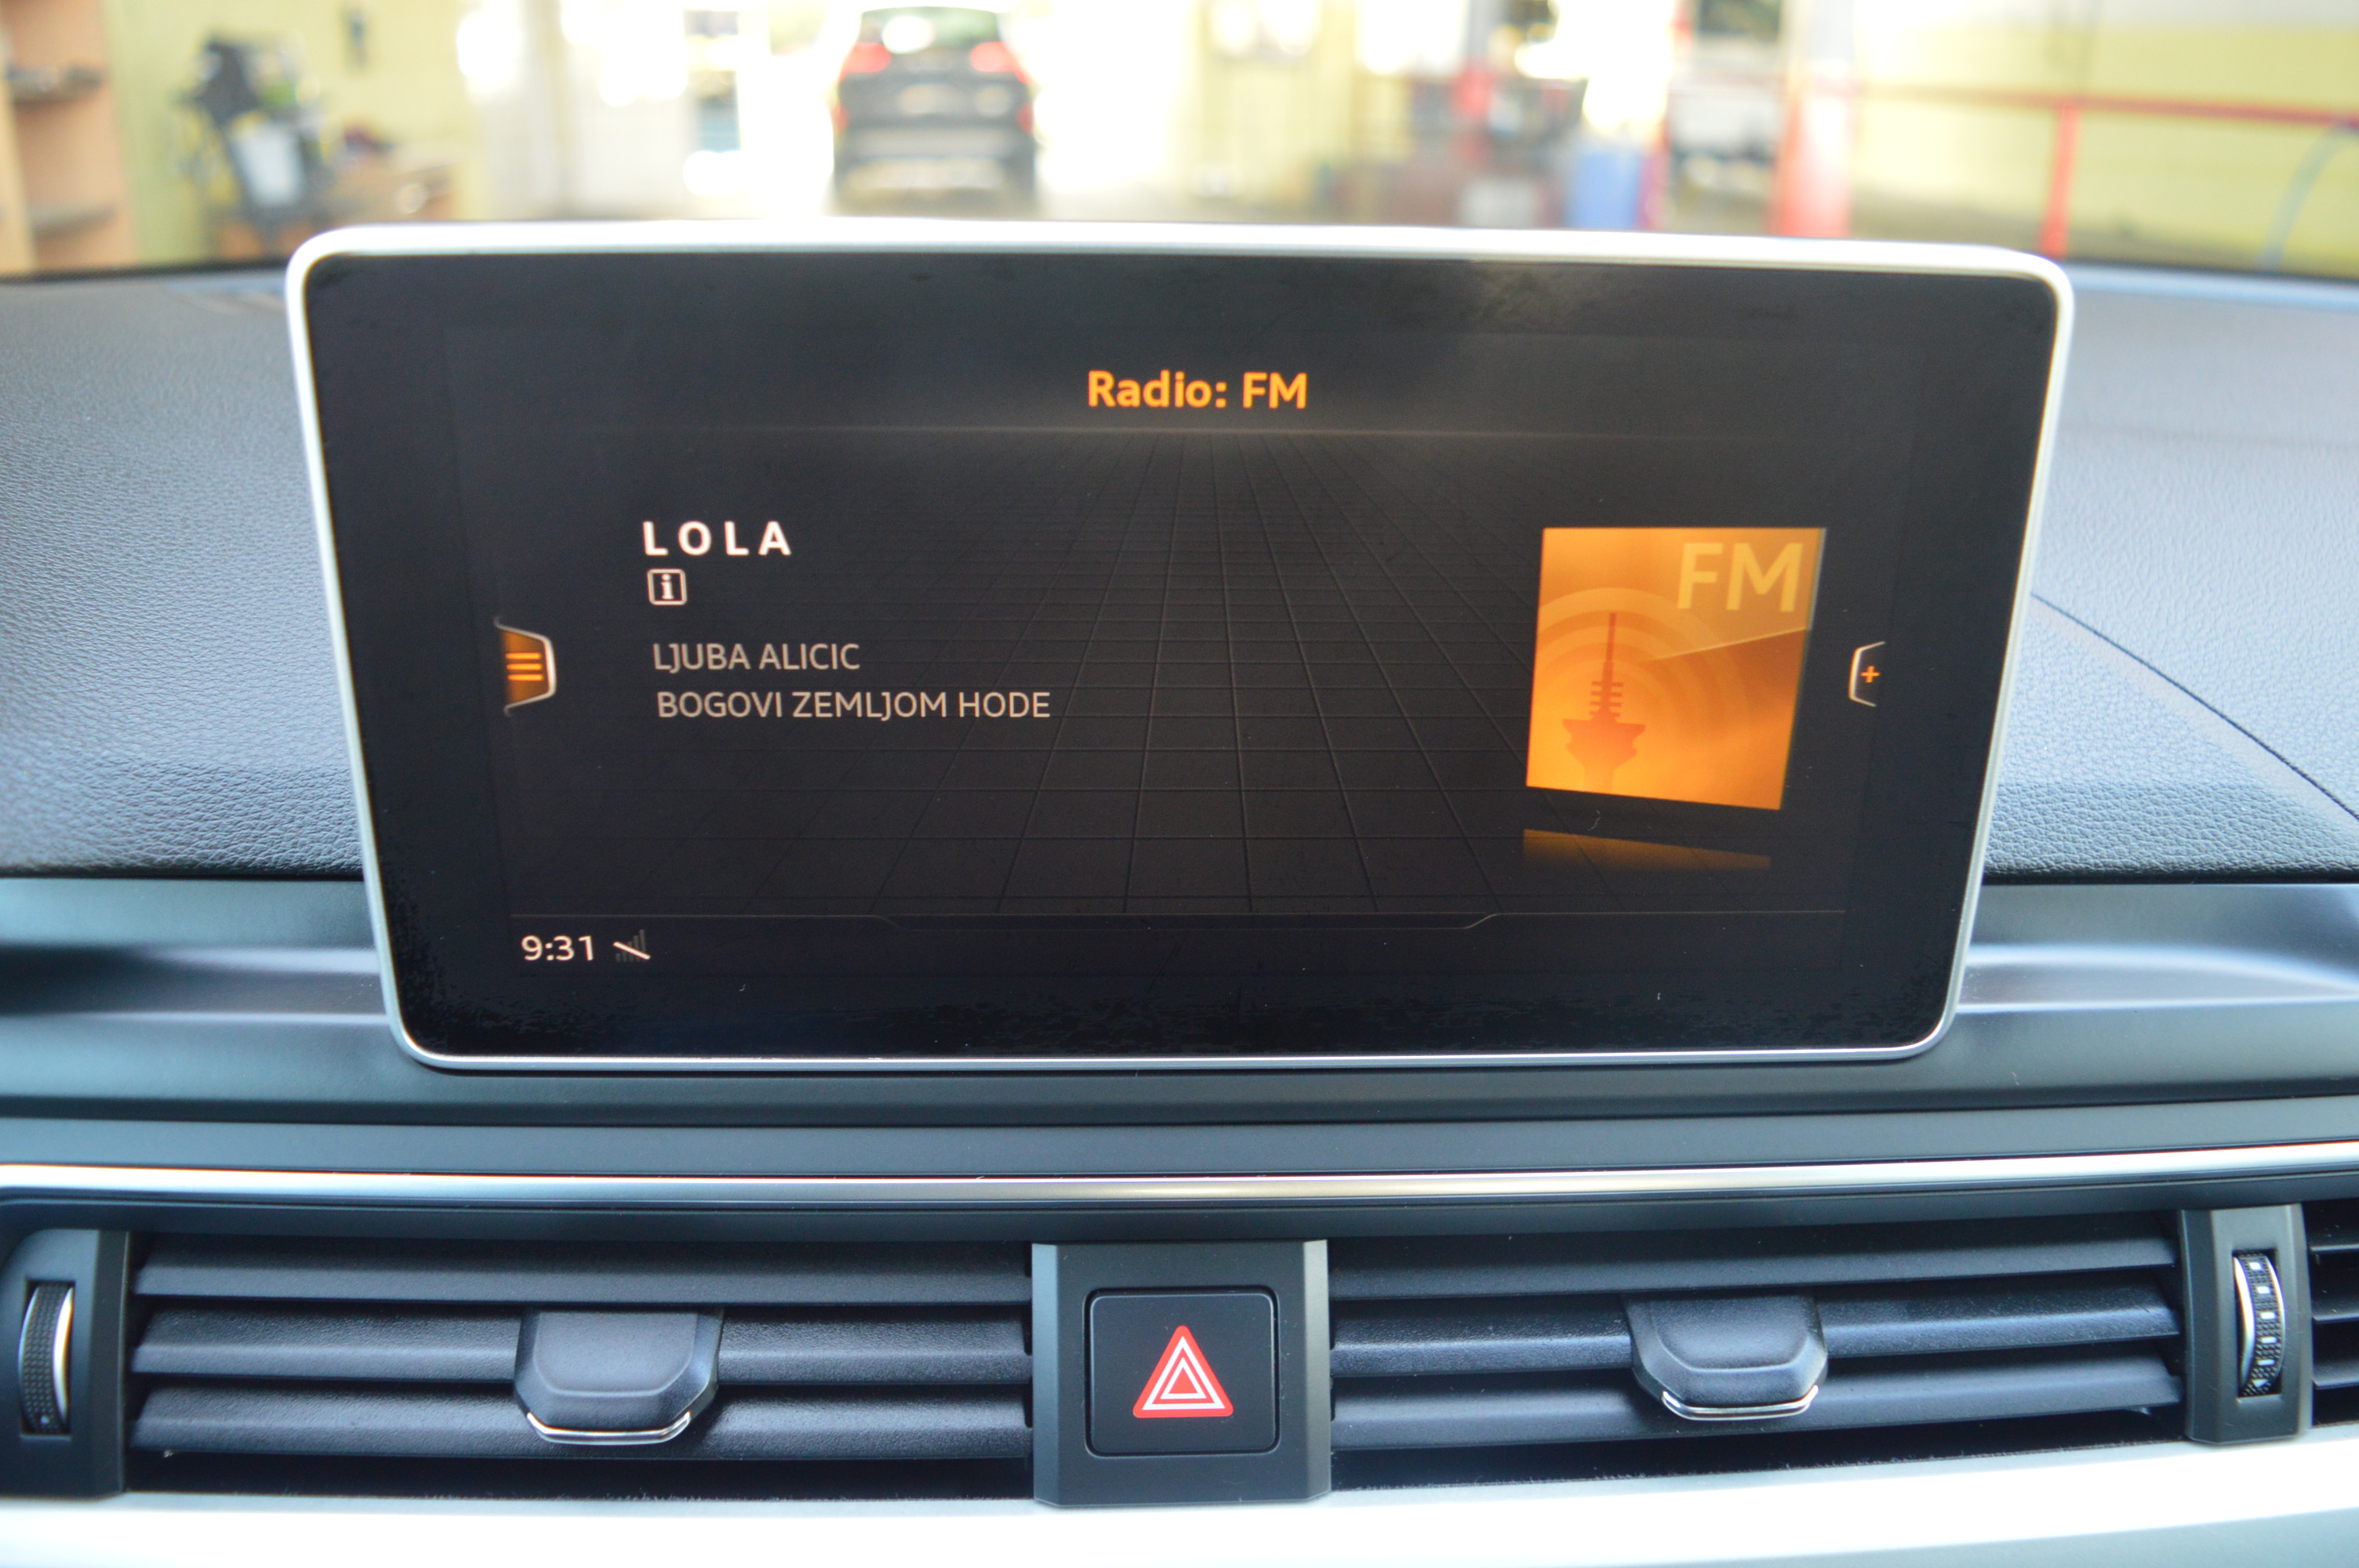 Radio: FM
LOLA
i
LJUBA ALICIC
BOGOVI ZEMLJOM HODE
FM
+
9:31